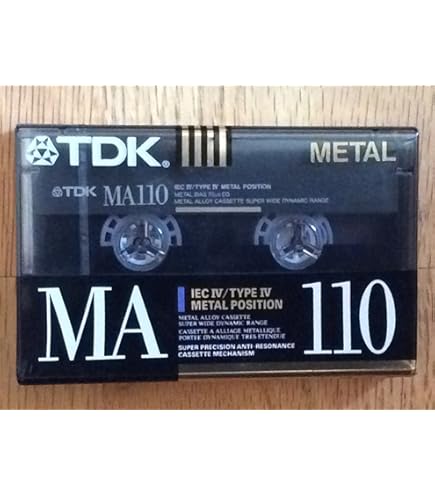 TDK.
METAL
TDK MA110
IEC IV/TYPE IV METAL POSITION
METAL BIAS 70μs EQ
METAL ALLOY CASSETTE SUPER WIDE DYNAMIC RANGE
MA
IEC IV/TYPE IV
METAL POSITION
METAL ALLOY CASSETTE
SUPER WIDE DYNAMIC RANGE
CASSETTE A ALLIAGE METALLIQUE
PORTEE DYNAMIQUE TRES ETENDUE
SUPER PRECISION ANTI-RESONANCE
CASSETTE MECHANISM
110